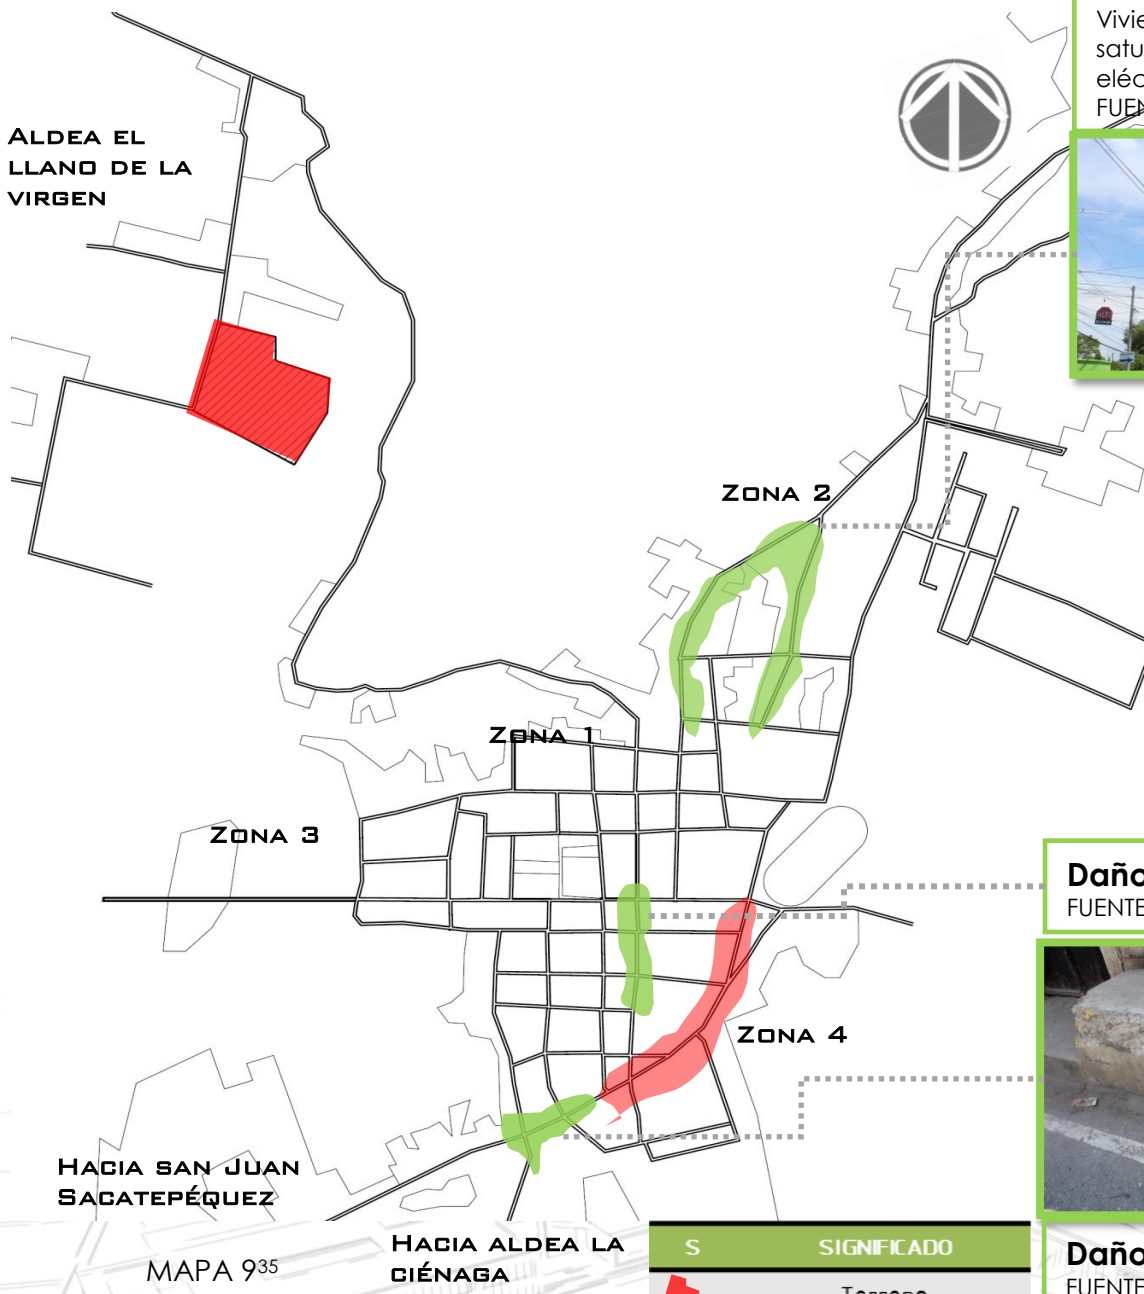 Vivie
satu
eléc
FUEN
ALDEA EL
LLANO DE LA
VIRGEN
ZONA 2
ZONA 1
ZONA 3
Daño
FUENTE
ZONA 4
HACIA SAN JUAN
SACATEPÉQUEZ
HACIA ALDEA LA
CIÉNAGA
MAPA 9³⁵
S SIGNIFICADO
Terreno
Daño
FUENTE